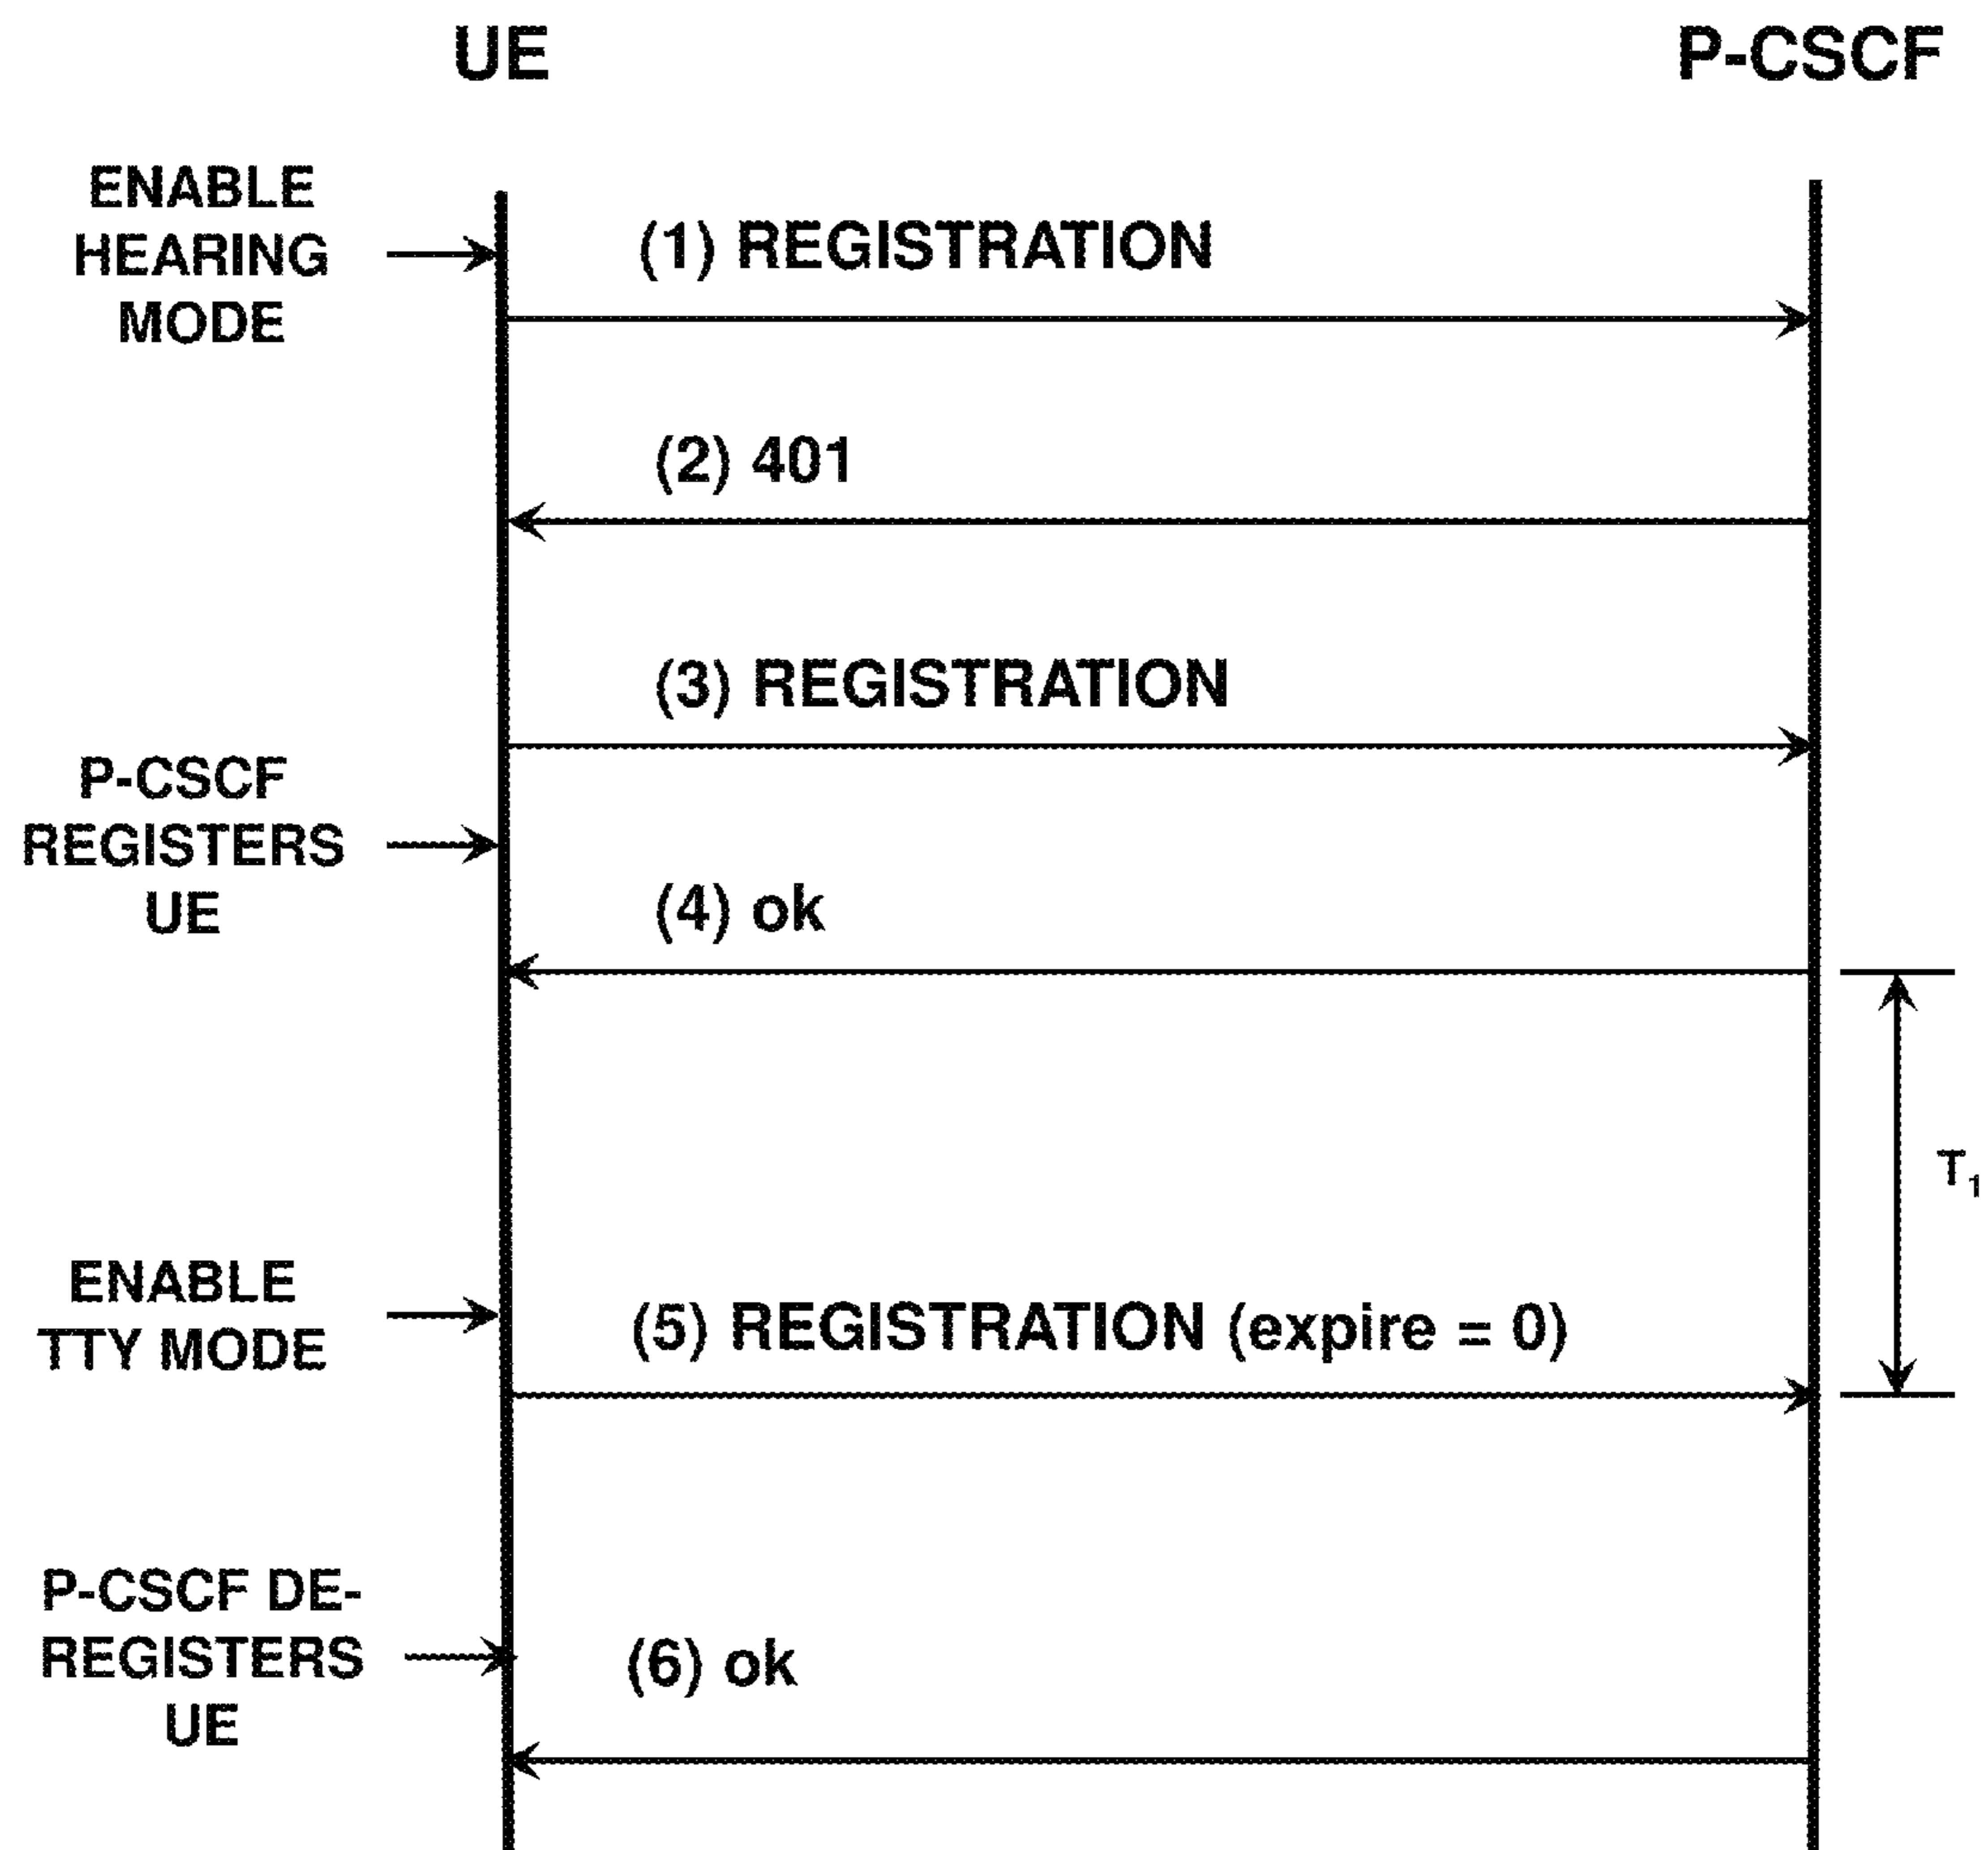 UE
P-CSCF
ENABLE
HEARING
MODE
(1) REGISTRATION
(2) 401
(3) REGISTRATION
P-CSCF
REGISTERS
UE
(4) ok
T1
ENABLE
TTY MODE
(5) REGISTRATION (expire = 0)
P-CSCF DE-
REGISTERS
UE
(6) ok